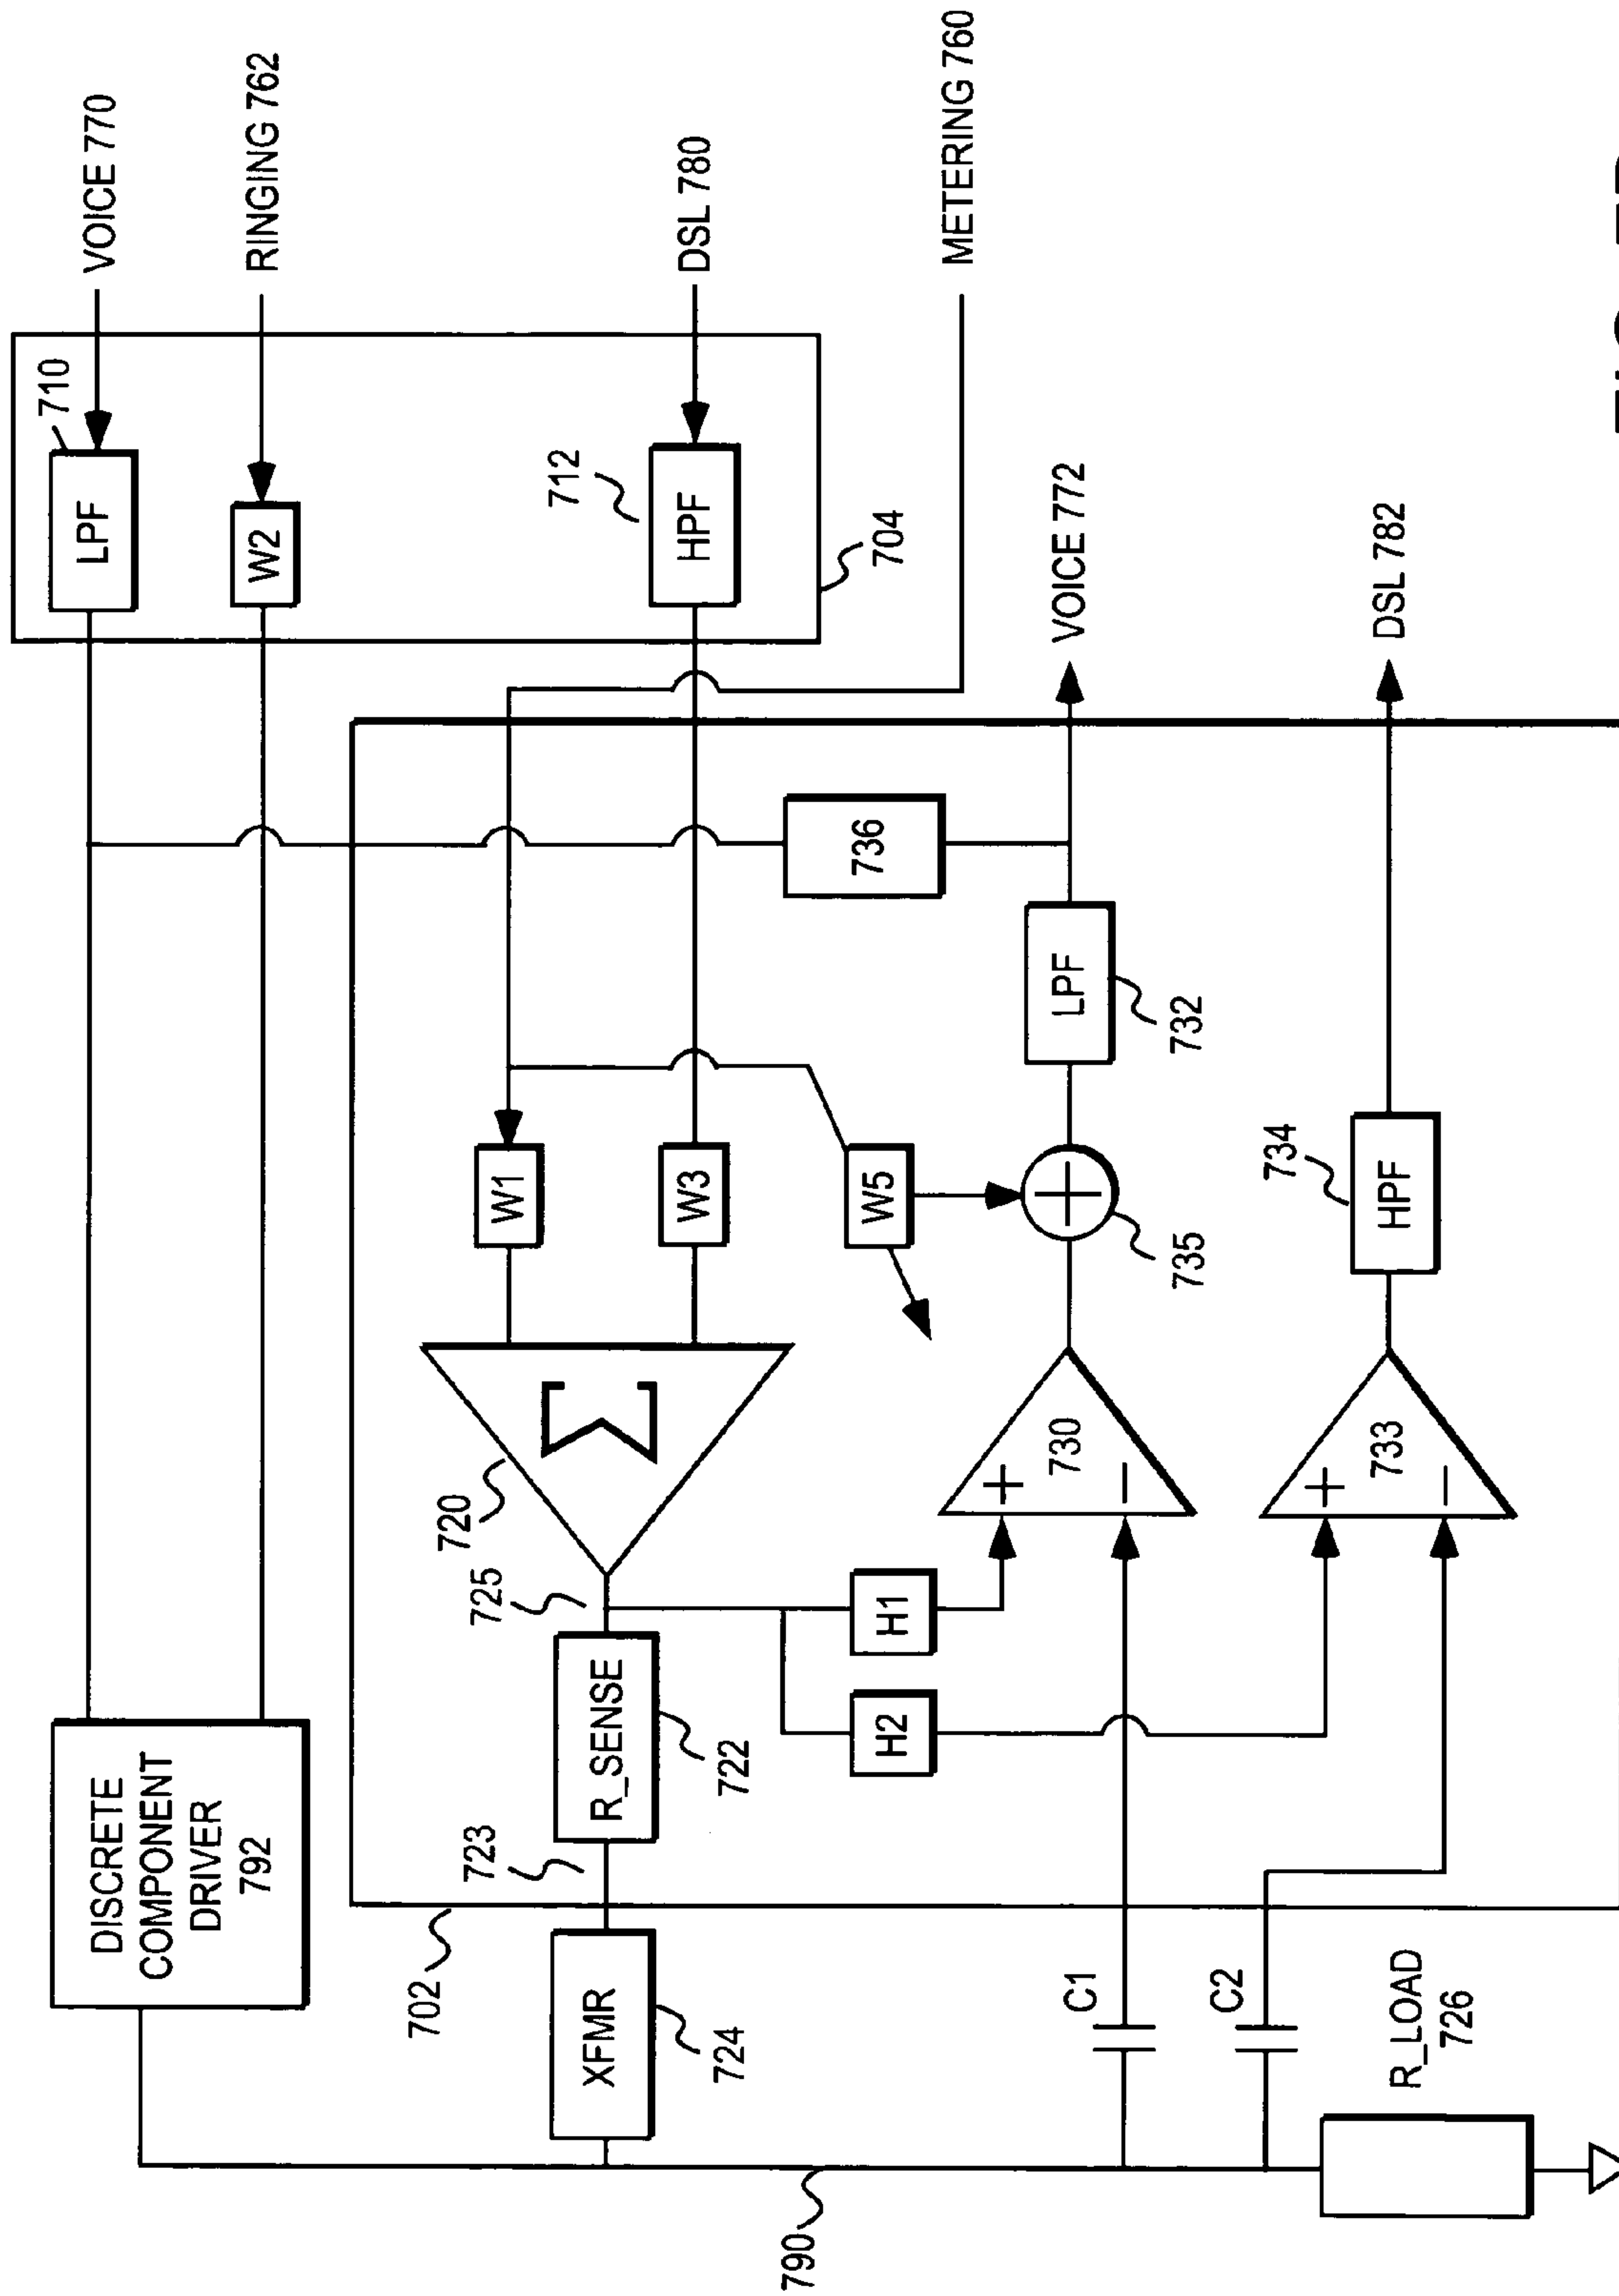 VOICE 770
RINGING 762
DSL 780
METERING 760
710
LPF
W2
712
HPF
704
VOICE 772
DSL 782
736
LPF
732
W1
W3
W5
735
734
HPF
720
Σ
725
+
730
−
+
733
−
R_SENSE
722
H1
H2
723
DISCRETE
COMPONENT
DRIVER
792
702
XFMR
724
C1
C2
R_LOAD
726
790